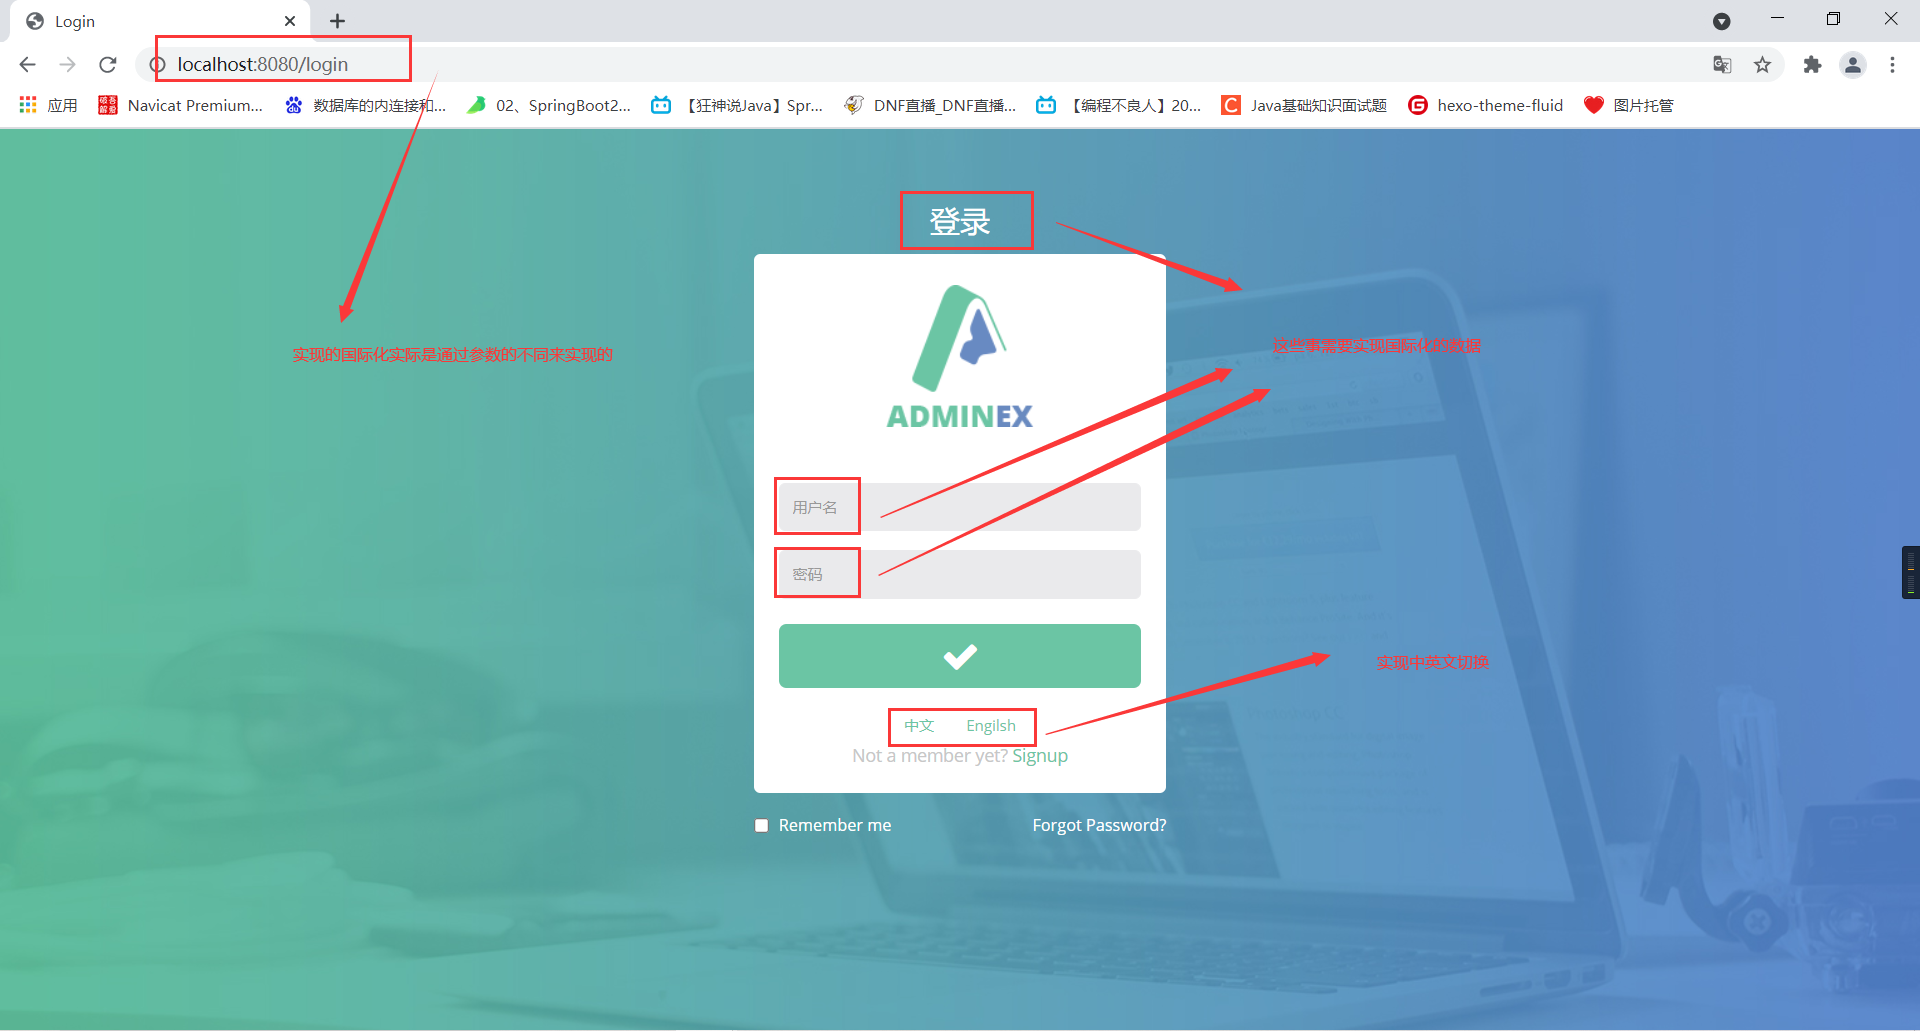 Login
localhost:8080/login
应用
Navicat Premium...
数据库的内连接和...
02、SpringBoot2...
【狂神说Java】Spr...
DNF直播_DNF直播...
【编程不良人】20...
Java基础知识面试题
hexo-theme-fluid
图片托管
登录
实现的国际化实际是通过参数的不同来实现的
这些事需要实现国际化的数据
ADMINEX
用户名
密码
实现中英文切换
中文 Engilsh
Not a member yet? Signup
Remember me Forgot Password?